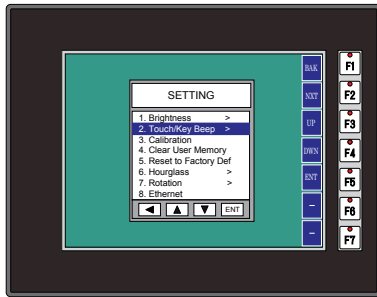 SETTING
1. Brightness >
2. Touch/Key Beep >
3. Calibration
4. Clear User Memory
5. Reset to Factory Def
6. Hourglass >
7. Rotation >
8. Ethernet
ENT
BAK
NXT
UP
DWN
ENT
–
–
F1
F2
F3
F4
F5
F6
F7